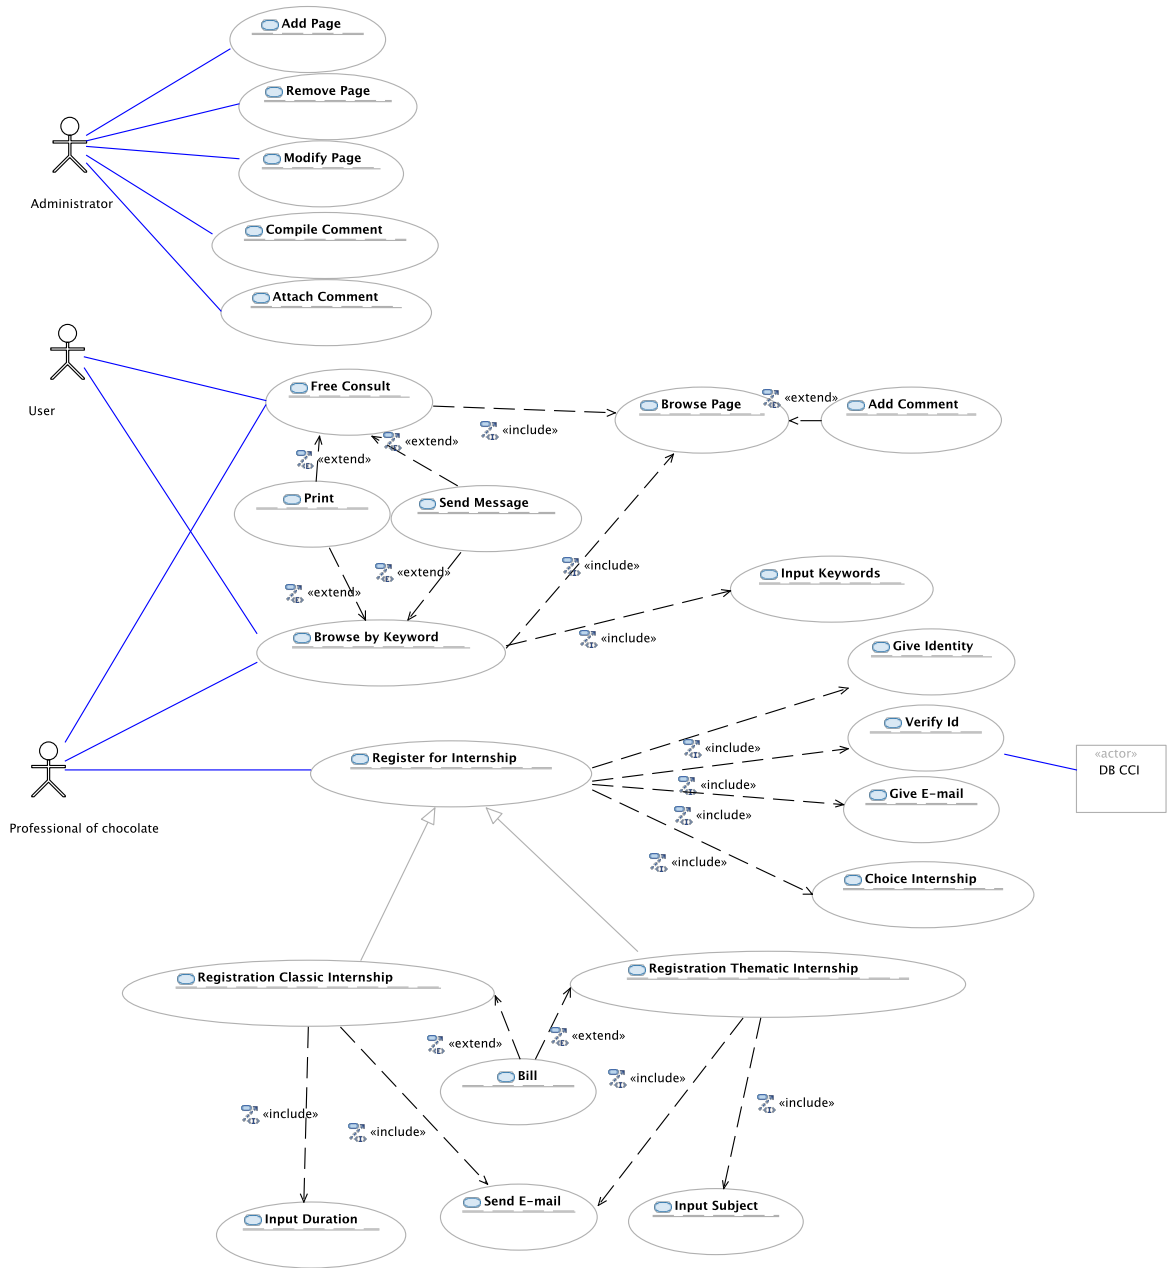 Add Page
Remove Page
Modify Page
Administrator
Compile Comment
Attach Comment
User
Free Consult
Browse Page
«extend»
Add Comment
«include»
«extend»
«extend»
Print
Send Message
«extend»
«extend»
«include»
Input Keywords
Browse by Keyword
«include»
Give Identity
Verify Id
Register for Internship
«include»
«actor»
DB CCI
«include»
Give E-mail
«include»
Professional of chocolate
«include»
Choice Internship
Registration Classic Internship
Registration Thematic Internship
«extend»
«extend»
Bill
«include»
«include»
«include»
«include»
Send E-mail
Input Subject
Input Duration